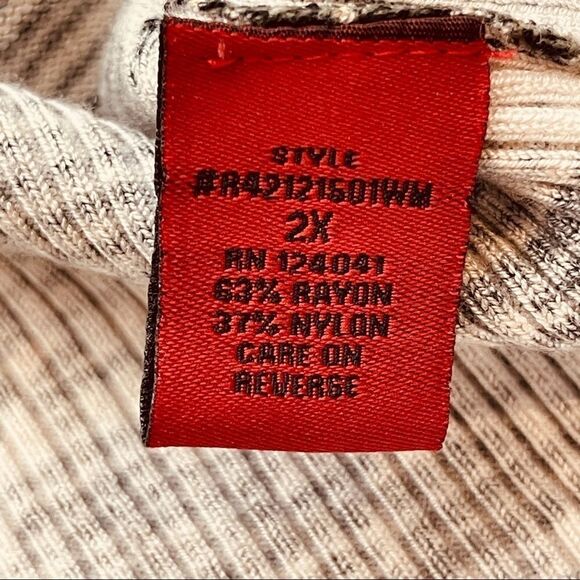 STYLE
#R42121501WM
2X
RN 124041
63% RAYON
37% NYLON
CARE ON
REVERSE